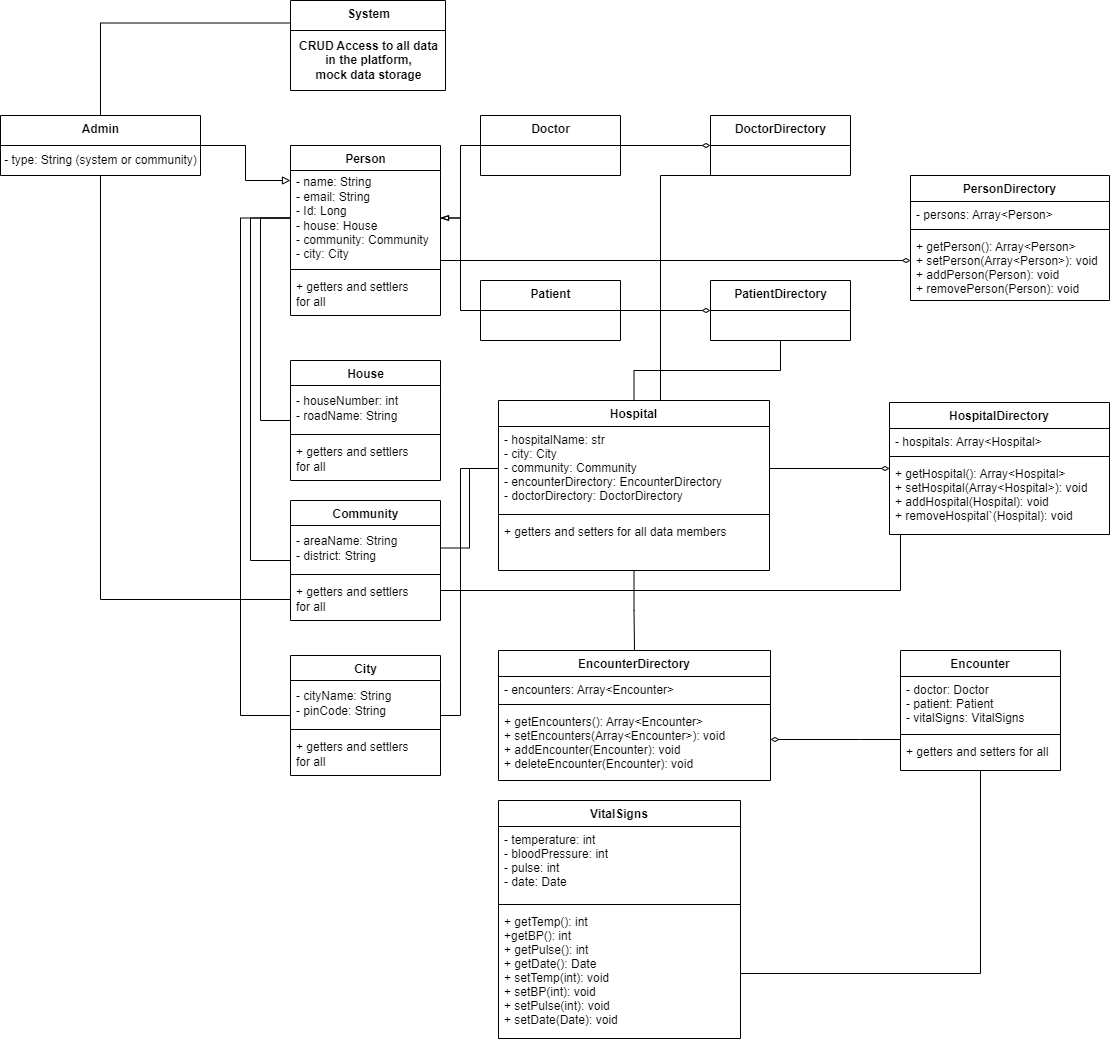 System
CRUD Access to all data
in the platform,
mock data storage
Admin
- type: String (system or community)
Person
- name: String
- email: String
- Id: Long
- house: House
- community: Community
- city: City
+ getters and settlers
for all
Doctor
DoctorDirectory
PersonDirectory
- persons: Array<Person>
+ getPerson(): Array<Person>
+ setPerson(Array<Person>): void
+ addPerson(Person): void
+ removePerson(Person): void
Patient
PatientDirectory
House
- houseNumber: int
- roadName: String
+ getters and settlers
for all
Hospital
- hospitalName: str
- city: City
- community: Community
- encounterDirectory: EncounterDirectory
- doctorDirectory: DoctorDirectory
+ getters and setters for all data members
HospitalDirectory
- hospitals: Array<Hospital>
+ getHospital(): Array<Hospital>
+ setHospital(Array<Hospital>): void
+ addHospital(Hospital): void
+ removeHospital`(Hospital): void
Community
- areaName: String
- district: String
+ getters and settlers
for all
City
- cityName: String
- pinCode: String
+ getters and settlers
for all
EncounterDirectory
- encounters: Array<Encounter>
+ getEncounters(): Array<Encounter>
+ setEncounters(Array<Encounter>): void
+ addEncounter(Encounter): void
+ deleteEncounter(Encounter): void
Encounter
- doctor: Doctor
- patient: Patient
- vitalSigns: VitalSigns
+ getters and setters for all
VitalSigns
- temperature: int
- bloodPressure: int
- pulse: int
- date: Date
+ getTemp(): int
+getBP(): int
+ getPulse(): int
+ getDate(): Date
+ setTemp(int): void
+ setBP(int): void
+ setPulse(int): void
+ setDate(Date): void